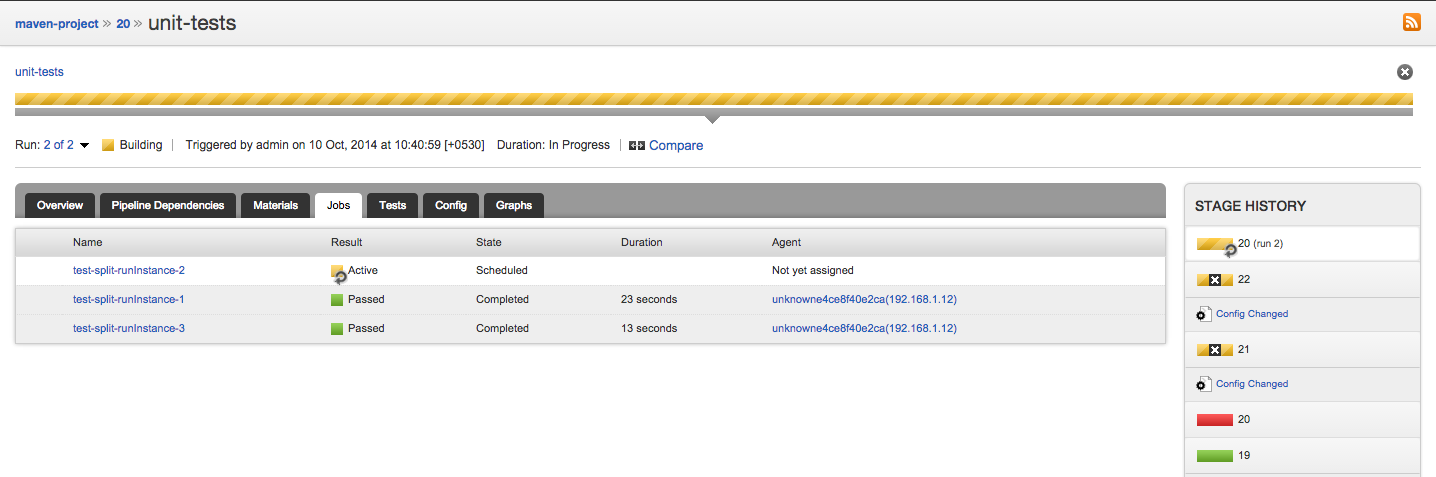 maven-project » 20 » unit-tests
unit-tests
Run: 2 of 2 Building Triggered by admin on 10 Oct, 2014 at 10:40:59 [+0530] Duration: In Progress Compare
Overview Pipeline Dependencies Materials Jobs Tests Config Graphs
Name Result State Duration Agent
test-split-runInstance-2 Active Scheduled Not yet assigned
test-split-runInstance-1 Passed Completed 23 seconds unknowne4ce8f40e2ca(192.168.1.12)
test-split-runInstance-3 Passed Completed 13 seconds unknowne4ce8f40e2ca(192.168.1.12)
STAGE HISTORY
20 (run 2)
22
Config Changed
21
Config Changed
20
19